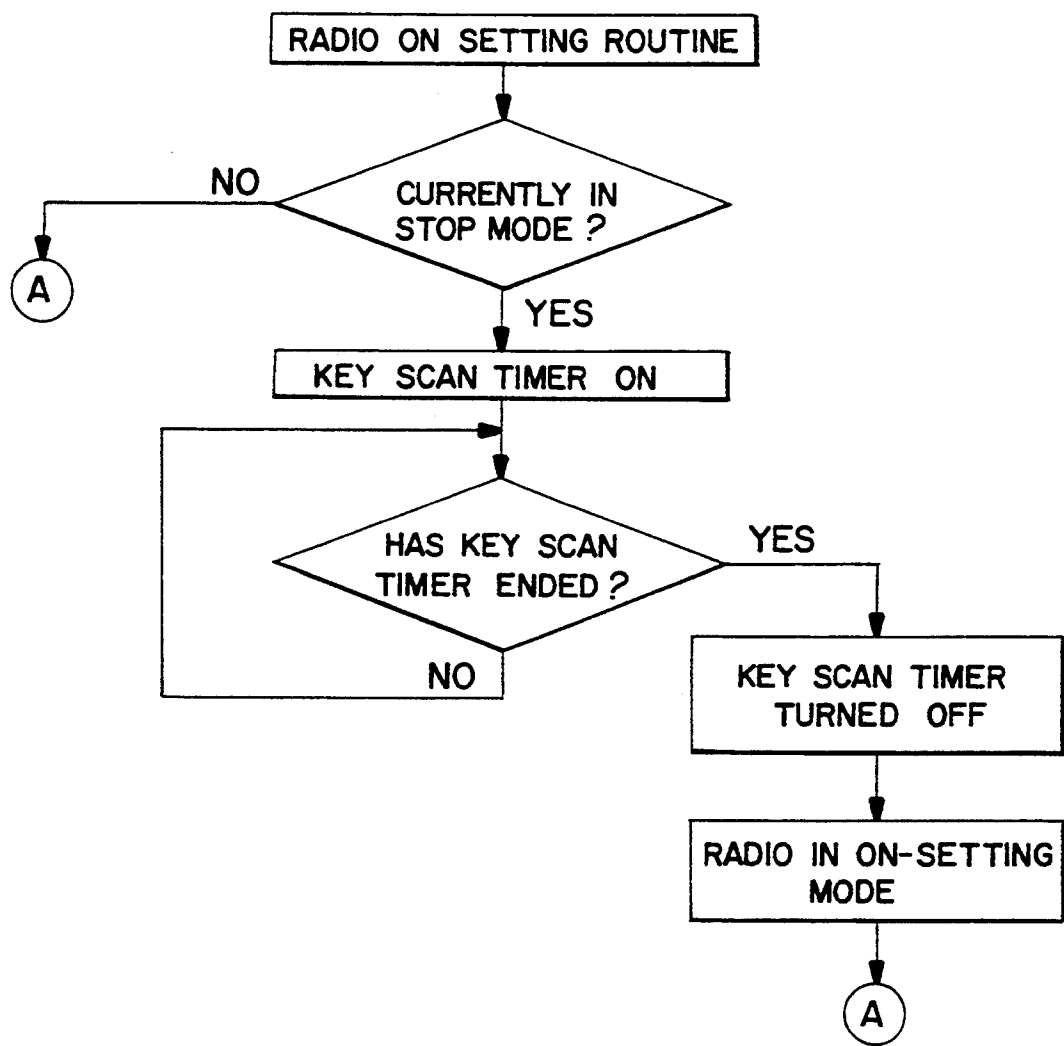 RADIO ON SETTING ROUTINE
NO
CURRENTLY IN
STOP MODE?
A
YES
KEY SCAN TIMER ON
HAS KEY SCAN
TIMER ENDED?
YES
NO
KEY SCAN TIMER
TURNED OFF
RADIO IN ON-SETTING
MODE
A